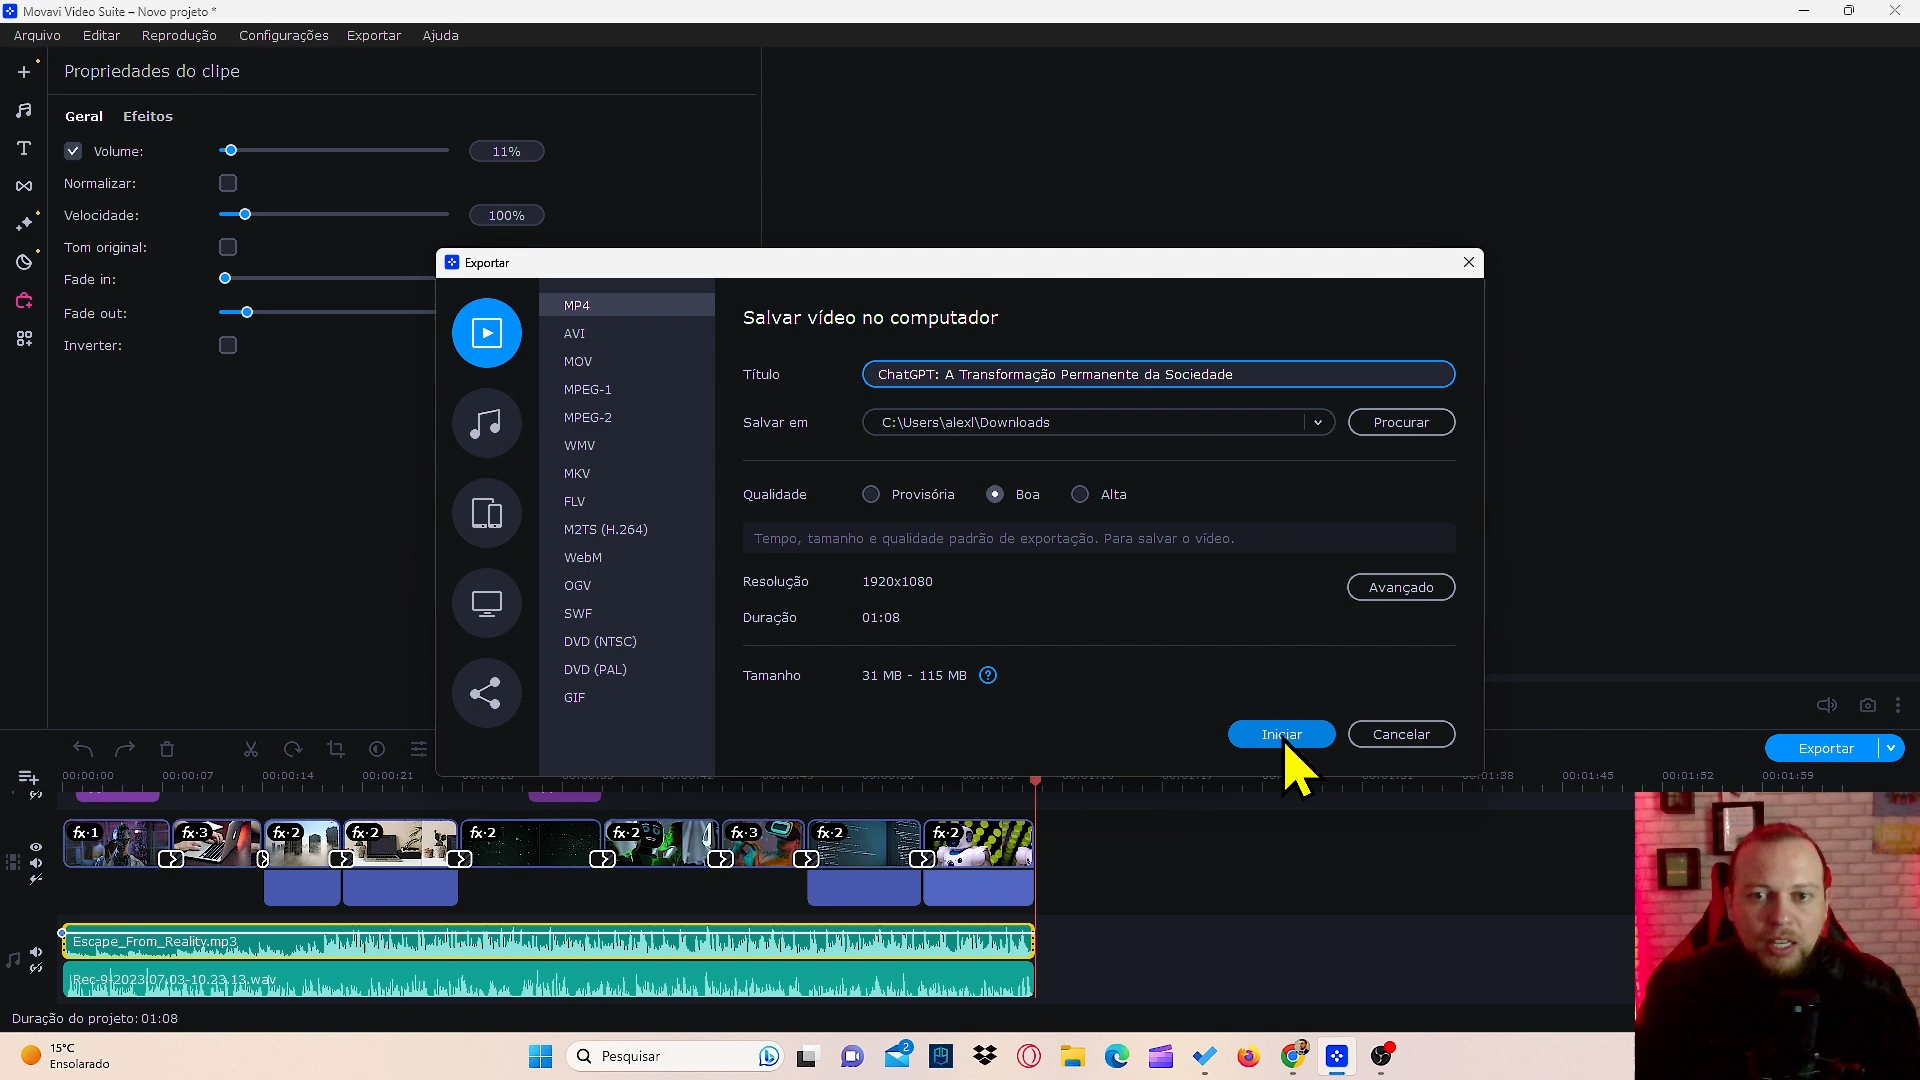 Movavi Video Suite – Novo projeto *
Arquivo Editar Reprodução Configurações Exportar Ajuda
Propriedades do clipe
Geral Efeitos
Volume: 11%
Normalizar:
Velocidade: 100%
Tom original:
Fade in:
Fade out:
Inverter:
Exportar
MP4
AVI
MOV
MPEG-1
MPEG-2
WMV
MKV
FLV
M2TS (H.264)
WebM
OGV
SWF
DVD (NTSC)
DVD (PAL)
GIF
Salvar vídeo no computador
Título ChatGPT: A Transformação Permanente da Sociedade
Salvar em C:\Users\alexl\Downloads Procurar
Qualidade Provisória Boa Alta
Tempo, tamanho e qualidade padrão de exportação. Para salvar o vídeo.
Resolução 1920x1080 Avançado
Duração 01:08
Tamanho 31 MB - 115 MB ?
Iniciar Cancelar
Exportar
00:00:00 00:00:07 00:00:14 00:00:21 00:01:38 00:01:45 00:01:52 00:01:59
fx·1 fx·3 fx·2 fx·2 fx·2 fx·2 fx·3 fx·2 fx·2
Escape_From_Reality.mp3
Rec-9-2023.07.03-10.23.13.wav
Duração do projeto: 01:08
15°C
Ensolarado
Pesquisar
2